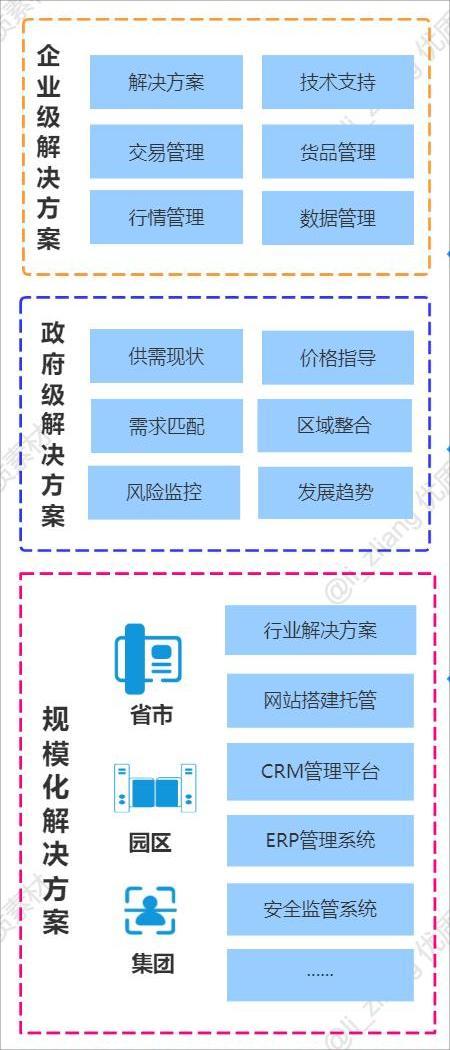 企业级解决方案
解决方案
技术支持
交易管理
货品管理
行情管理
数据管理
政府级解决方案
供需现状
价格指导
需求匹配
区域整合
风险监控
发展趋势
规模化解决方案
省市
园区
集团
行业解决方案
网站搭建托管
CRM管理平台
ERP管理系统
安全监管系统
......
@li_zliang 优质